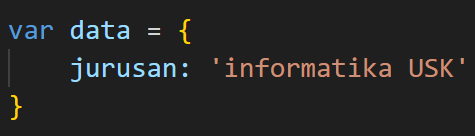 var data = {
    jurusan: 'informatika USK'
}